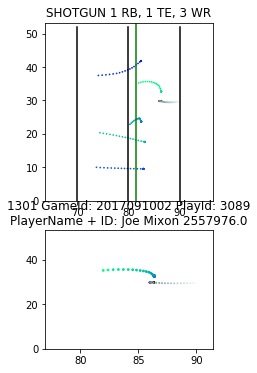 SHOTGUN 1 RB, 1 TE, 3 WR
50
40
30
20
10
0
70 80 90
1301 GameId: 2017091002 PlayId: 3089
PlayerName + ID: Joe Mixon 2557976.0
40
20
0
80 85 90